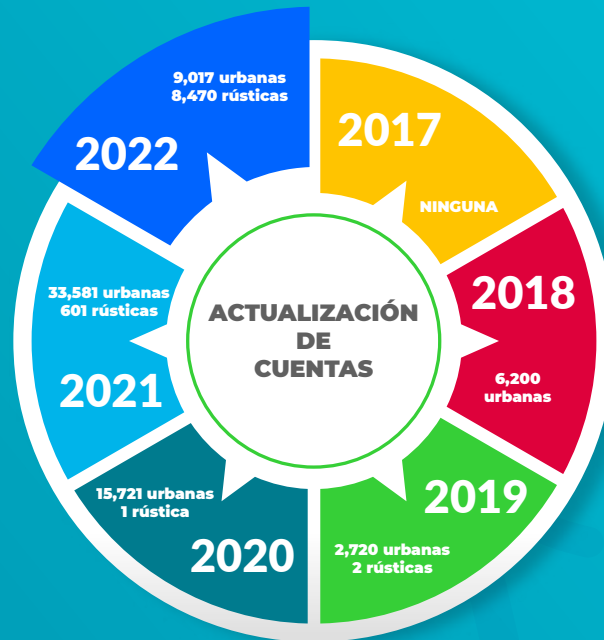 ACTUALIZACIÓN
DE
CUENTAS
2017
NINGUNA
2018
6,200
urbanas
2019
2,720 urbanas
2 rústicas
15,721 urbanas
1 rústica
2020
33,581 urbanas
601 rústicas
2021
9,017 urbanas
8,470 rústicas
2022